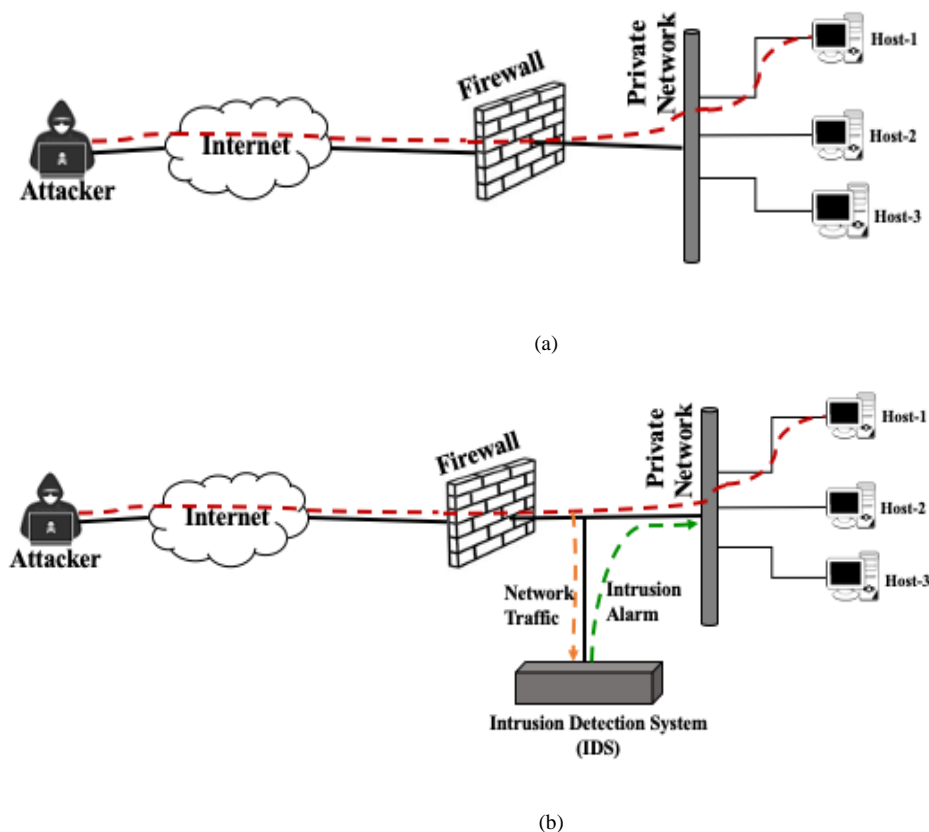 Firewall
Private
Network
Host-1
Internet
Host-2
Attacker
Host-3
(a)
Firewall
Private
Network
Host-1
Internet
Host-2
Attacker
Network
Traffic
Intrusion
Alarm
Host-3
Intrusion Detection System
(IDS)
(b)